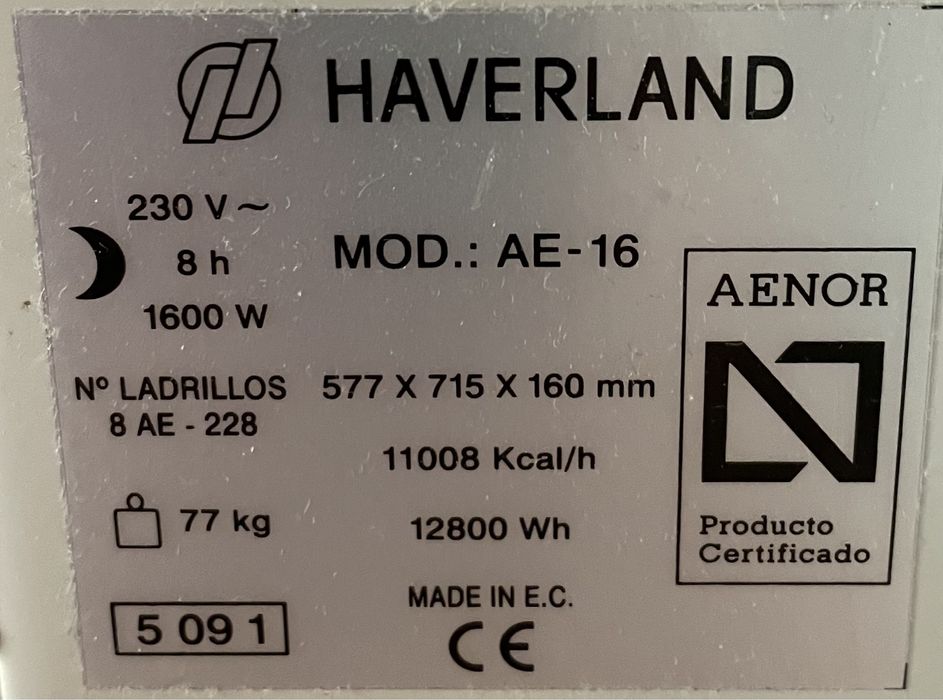 HAVERLAND
230 V ~
8 h
1600 W
MOD.: AE-16
Nº LADRILLOS
8 AE - 228
577 X 715 X 160 mm
11008 Kcal/h
12800 Wh
77 kg
5 09 1
MADE IN E.C.
CE
AENOR
N
Producto
Certificado